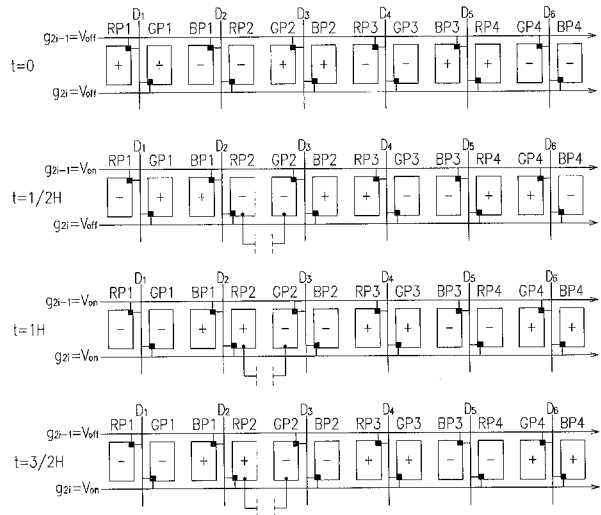 D1 D2 D3 D4 D5 D6
RP1 GP1 BP1 RP2 GP2 BP2 RP3 GP3 BP3 RP4 GP4 BP4
g2i-1=Voff
t=0
+ + − − + + − − + + − −
g2i=Voff
D1 D2 D3 D4 D5 D6
RP1 GP1 BP1 RP2 GP2 BP2 RP3 GP3 BP3 RP4 GP4 BP4
g2i-1=Von
t=1/2H
− + + − − + + − − + + −
g2i=Voff
D1 D2 D3 D4 D5 D6
RP1 GP1 BP1 RP2 GP2 BP2 RP3 GP3 BP3 RP4 GP4 BP4
g2i-1=Von
t=1H
− − + + − − + + − − + +
g2i=Von
D1 D2 D3 D4 D5 D6
RP1 GP1 BP1 RP2 GP2 BP2 RP3 GP3 BP3 RP4 GP4 BP4
g2i-1=Voff
t=3/2H
− − + + − − + + − − + +
g2i=Von